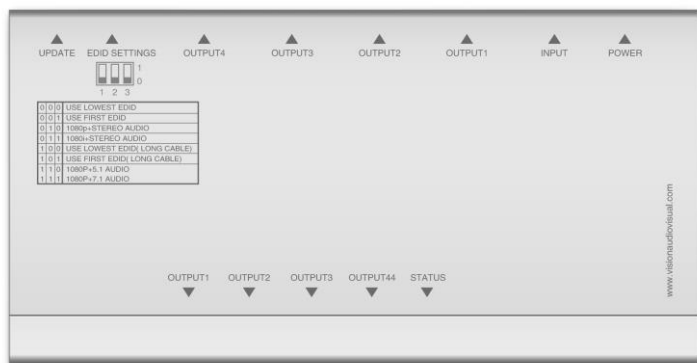 UPDATE EDID SETTINGS OUTPUT4 OUTPUT3 OUTPUT2 OUTPUT1 INPUT POWER
1
0
1 2 3
0 0 0 USE LOWEST EDID
0 0 1 USE FIRST EDID
0 1 0 1080p+STEREO AUDIO
0 1 1 1080i+STEREO AUDIO
1 0 0 USE LOWEST EDID( LONG CABLE)
1 0 1 USE FIRST EDID( LONG CABLE)
1 1 0 1080P+5.1 AUDIO
1 1 1 1080P+7.1 AUDIO
www.visionaudiovisual.com
OUTPUT1 OUTPUT2 OUTPUT3 OUTPUT44 STATUS